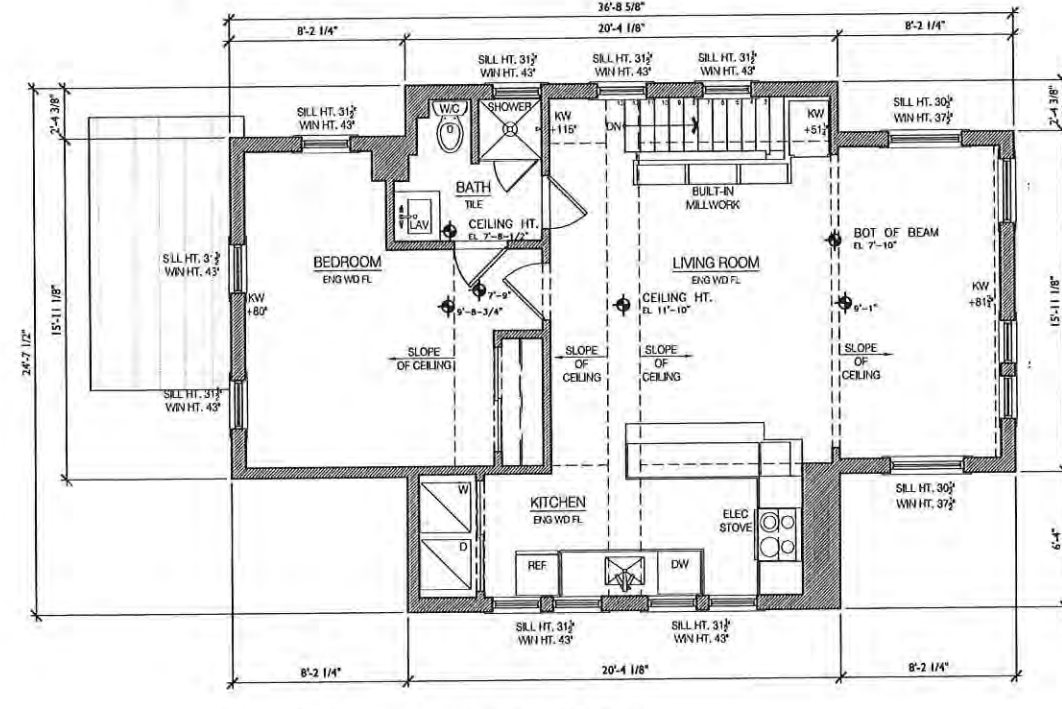 36'-8 5/8"
8'-2 1/4"
20'-4 1/8"
8'-2 1/4"
SILL HT. 31½"
WIN HT. 43"
SILL HT. 31½"
WIN HT. 43"
SILL HT. 31½"
WIN HT. 43"
SILL HT. 31½"
WIN HT. 43"
SILL HT. 30½"
WIN HT. 37½"
2'-4 3/8"
2'-4 3/8"
W/C
SHOWER
KW
+115"
DN
KW
+51½"
BATH
TILE
LAV
CEILING HT.
EL 7'-8-1/2"
BUILT-IN
MILLWORK
BOT OF BEAM
EL 7'-10"
SILL HT. 31½"
WIN HT. 43"
BEDROOM
ENG WD FL
LIVING ROOM
ENG WD FL
KW
+80"
7'-9"
9'-8-3/4"
CEILING HT.
EL 11'-10"
9'-1"
KW
15'-11 1/8"
15'-11 1/8"
24'-7 1/2"
SLOPE
OF CEILING
SLOPE
OF
CEILING
SLOPE
OF
CEILING
SLOPE
OF
CEILING
SILL HT. 31½"
WIN HT. 43"
W
D
KITCHEN
ENG WD FL
ELEC
STOVE
SILL HT. 30½"
WIN HT. 37½"
REF
DW
6'-4"
SILL HT. 31½"
WIN HT. 43"
SILL HT. 31½"
WIN HT. 43"
8'-2 1/4"
20'-4 1/8"
8'-2 1/4"